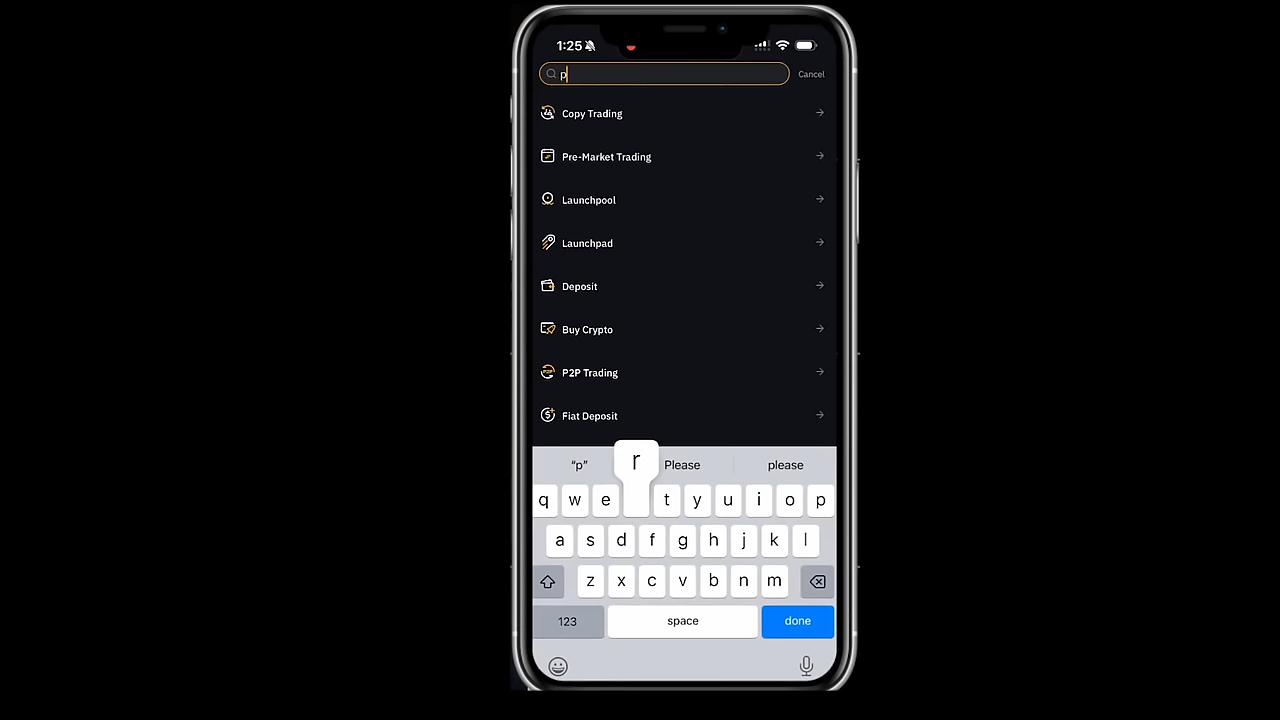 1:25
p
Cancel
Copy Trading
Pre-Market Trading
Launchpool
Launchpad
Deposit
Buy Crypto
P2P Trading
Fiat Deposit
“p” Please please
r
q w e t y u i o p
a s d f g h j k l
z x c v b n m
123 space done